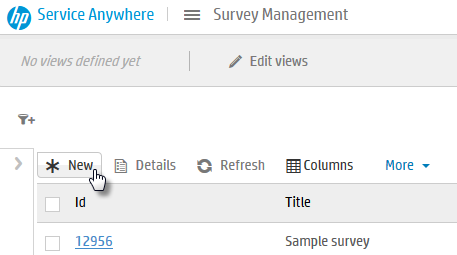 hp Service Anywhere Survey Management
No views defined yet Edit views
New Details Refresh Columns More
Id Title
12956 Sample survey